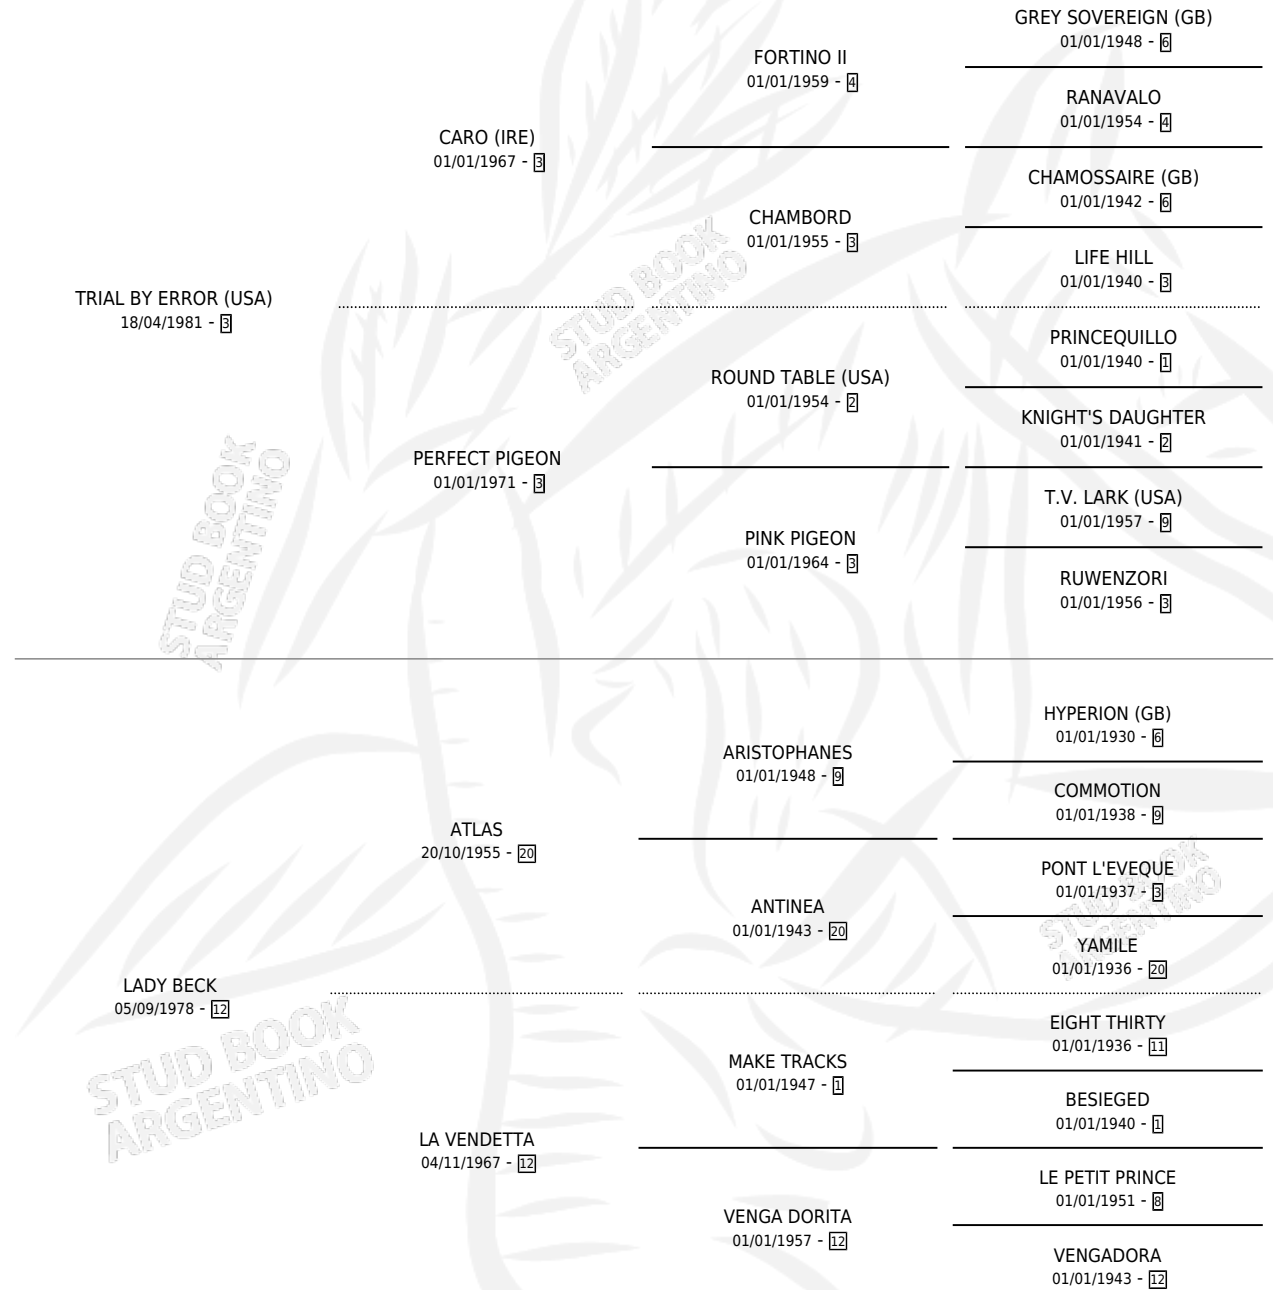 GREY SOVEREIGN (GB)
01/01/1948 - 6
FORTINO II
01/01/1959 - 4
RANAVALO
01/01/1954 - 4
CARO (IRE)
01/01/1967 - 3
CHAMOSSAIRE (GB)
01/01/1942 - 6
CHAMBORD
01/01/1955 - 3
LIFE HILL
01/01/1940 - 3
TRIAL BY ERROR (USA)
18/04/1981 - 3
PRINCEQUILLO
01/01/1940 - 1
ROUND TABLE (USA)
01/01/1954 - 2
KNIGHT'S DAUGHTER
01/01/1941 - 2
PERFECT PIGEON
01/01/1971 - 3
T.V. LARK (USA)
01/01/1957 - 9
PINK PIGEON
01/01/1964 - 3
RUWENZORI
01/01/1956 - 3
HYPERION (GB)
01/01/1930 - 6
ARISTOPHANES
01/01/1948 - 9
COMMOTION
01/01/1938 - 9
ATLAS
20/10/1955 - 20
PONT L'EVEQUE
01/01/1937 - 3
ANTINEA
01/01/1943 - 20
YAMILE
01/01/1936 - 20
LADY BECK
05/09/1978 - 12
EIGHT THIRTY
01/01/1936 - 11
MAKE TRACKS
01/01/1947 - 1
BESIEGED
01/01/1940 - 1
LA VENDETTA
04/11/1967 - 12
LE PETIT PRINCE
01/01/1951 - 8
VENGA DORITA
01/01/1957 - 12
VENGADORA
01/01/1943 - 12
STUD BOOK
ARGENTINO
STUD BOOK
ARGENTINO
STUD BOOK
ARGENTINO
STUD BOOK
ARGENTINO